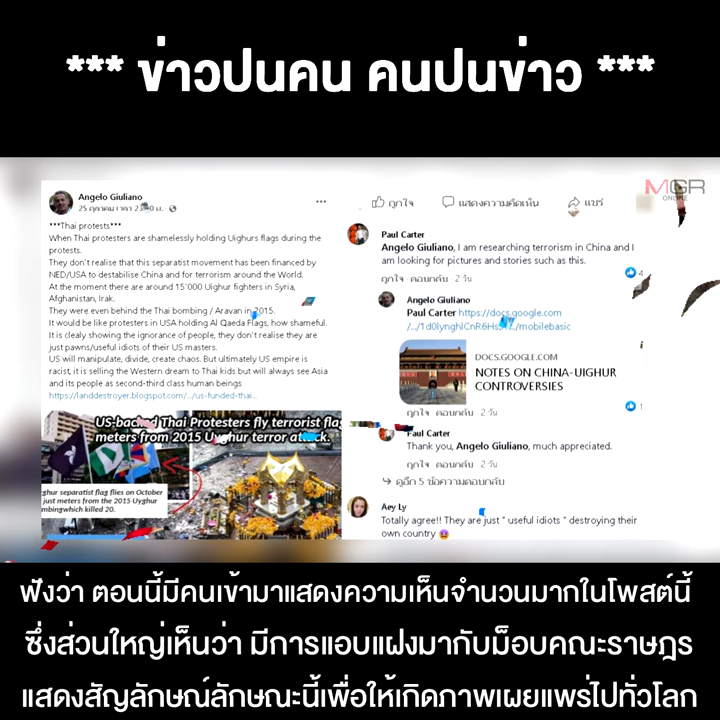 *** ข่าวปนคน คนปนข่าว ***
MGR
ONLINE
Angelo Giuliano
25 ตุลาคม
***Thai protests***
When Thai protesters are shamelessly holding Uighurs flags during the
protests.
They don't realise that this separatist movement has been financed by
NED/USA to destabilise China and for terrorism around the World.
At the moment there are around 15'000 Uighur fighters in Syria,
Afghanistan, Irak.
They were even behind the Thai bombing / Aravan in 2015.
It would be like protesters in USA holding Al Qaeda Flags, how shameful.
It is clealy showing the ignorance of people, they don't realise they are
just pawns/useful idiots of their US masters.
US will manipulate, divide, create chaos. But ultimately US empire is
racist, it is selling the Western dream to Thai kids but will always see Asia
and its people as second-third class human beings
https://landdestroyer.blogspot.com/.../us-funded-thai...
US-backed Thai Protesters fly terrorist flag
meters from 2015 Uyghur terror attack.
ghur separatist flag flies on October
just meters from the 2015 Uyghur
mbingwhich killed 20.
ถูกใจ แสดงความคิดเห็น แชร์
Paul Carter
Angelo Giuliano, I am researching terrorism in China and I
am looking for pictures and stories such as this.
ถูกใจ · ตอบกลับ · 2 วัน
4
Angelo Giuliano
Paul Carter https://docs.google.com
/mobilebasic
DOCS.GOOGLE.COM
NOTES ON CHINA-UIGHUR
CONTROVERSIES
ถูกใจ · ตอบกลับ · 2 วัน
1
Paul Carter
Thank you, Angelo Giuliano, much appreciated.
ถูกใจ · ตอบกลับ · 2 วัน
ดูอีก 5 ข้อความตอบกลับ
Aey Ly
Totally agree!! They are just " useful idiots " destroying their
own country
ฟังว่า ตอนนี้มีคนเข้ามาแสดงความเห็นจำนวนมากในโพสต์นี้
ซึ่งส่วนใหญ่เห็นว่า มีการแอบแฝงมากับม็อบคณะราษฎร
แสดงสัญลักษณ์ลักษณะนี้เพื่อให้เกิดภาพเผยแพร่ไปทั่วโลก